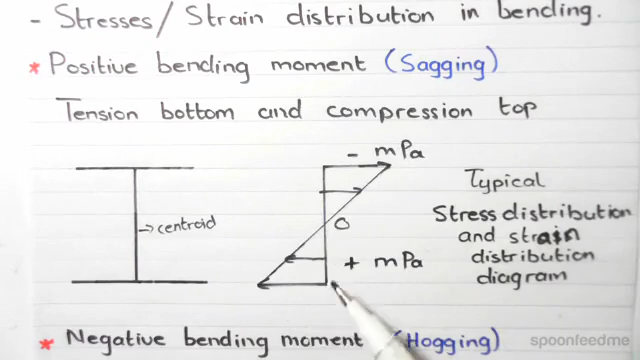 - Stresses/ Strain distribution in bending.
* Positive bending moment (Sagging)
Tension bottom and compression top
- mPa
→ centroid
O
+ mPa
Typical
Stress distribution
and strain
distribution
diagram
* Negative bending moment (Hogging)
spoonfeedme